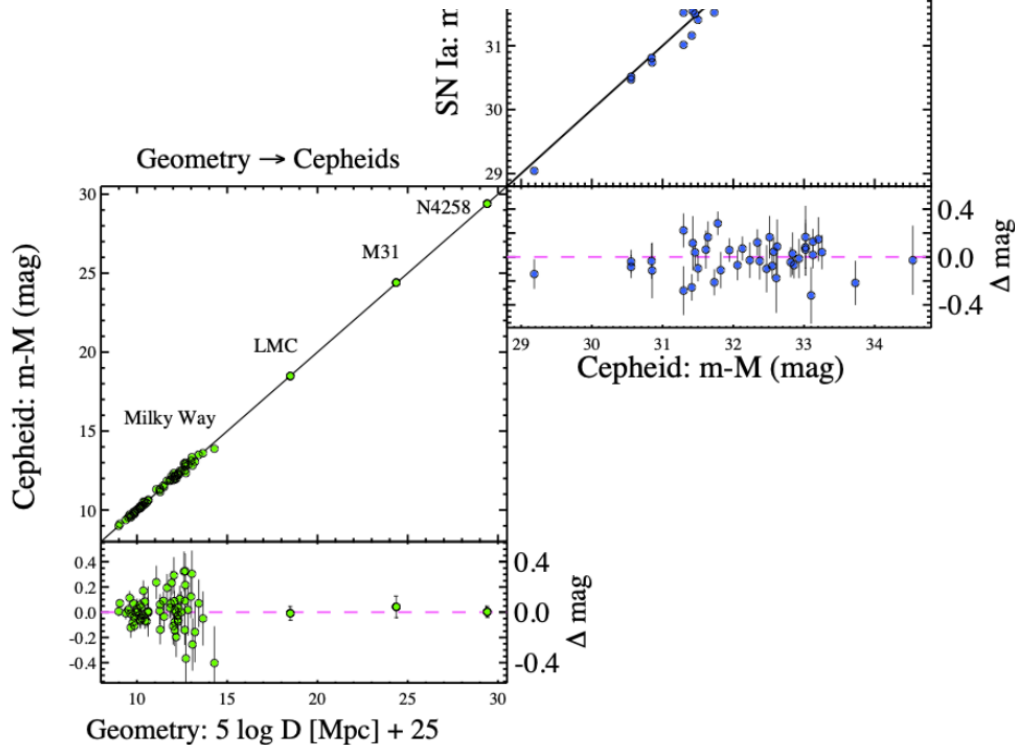 SN Ia: m
31
30
29
0.4
0.0
-0.4
Δ mag
29
30
31
32
33
34
Cepheid: m-M (mag)
Geometry → Cepheids
30
25
20
15
10
Cepheid: m-M (mag)
N4258
M31
LMC
Milky Way
0.4
0.2
0.0
-0.2
-0.4
0.4
0.0
-0.4
Δ mag
10
15
20
25
30
Geometry: 5 log D [Mpc] + 25